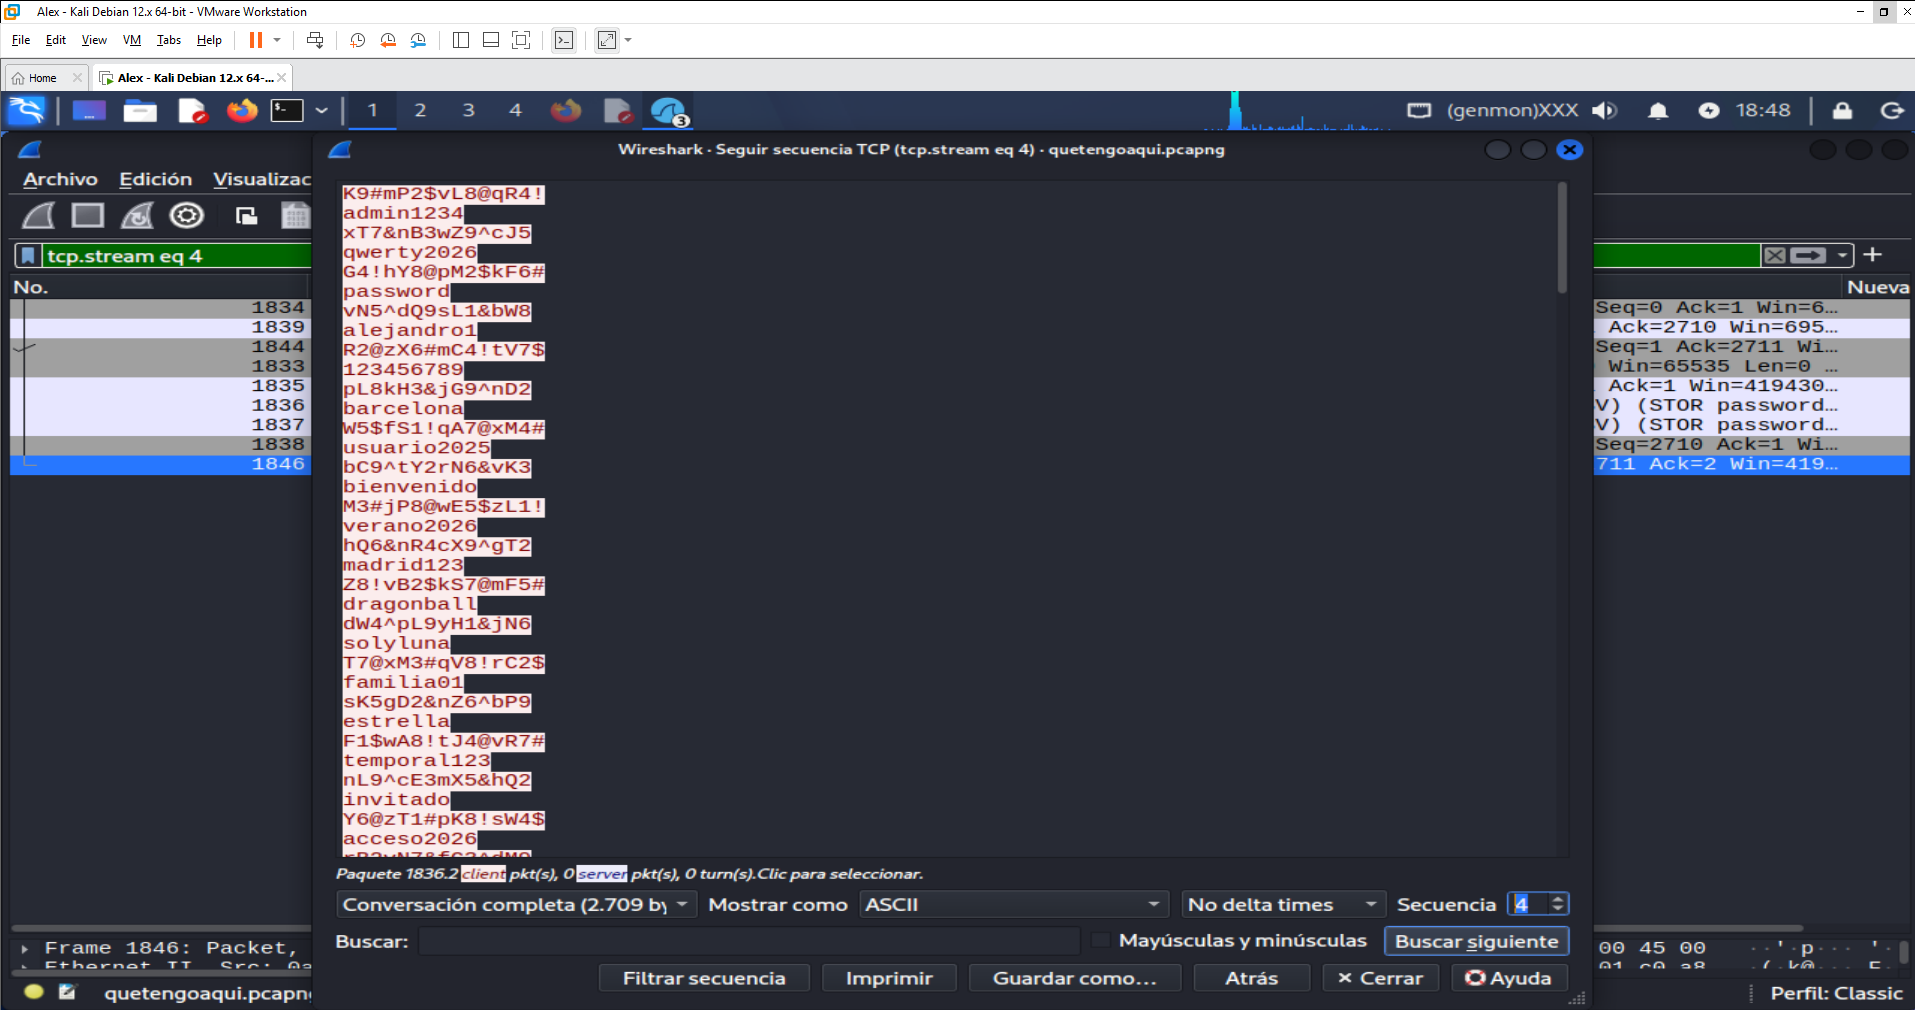 Alex - Kali Debian 12.x 64-bit - VMware Workstation
File Edit View VM Tabs Help
Home
Alex - Kali Debian 12.x 64-...
1 2 3 4
3
(genmon)XXX
18:48
Wireshark · Seguir secuencia TCP (tcp.stream eq 4) · quetengoaqui.pcapng
Archivo Edición Visualizac
tcp.stream eq 4
No.
Nueva
1834
1839
1844
1833
1835
1836
1837
1838
1846
Seq=0 Ack=1 Win=6…
Ack=2710 Win=695…
Seq=1 Ack=2711 Wi…
Win=65535 Len=0 …
Ack=1 Win=419430…
V) (STOR password…
V) (STOR password…
Seq=2710 Ack=1 Wi…
711 Ack=2 Win=419…
K9#mP2$vL8@qR4!
admin1234
xT7&nB3wZ9^cJ5
qwerty2026
G4!hY8@pM2$kF6#
password
vN5^dQ9sL1&bW8
alejandro1
R2@zX6#mC4!tV7$
123456789
pL8kH3&jG9^nD2
barcelona
W5$fS1!qA7@xM4#
usuario2025
bC9^tY2rN6&vK3
bienvenido
M3#jP8@wE5$zL1!
verano2026
hQ6&nR4cX9^gT2
madrid123
Z8!vB2$kS7@mF5#
dragonball
dW4^pL9yH1&jN6
solyluna
T7@xM3#qV8!rC2$
familia01
sK5gD2&nZ6^bP9
estrella
F1$wA8!tJ4@vR7#
temporal123
nL9^cE3mX5&hQ2
invitado
Y6@zT1#pK8!sW4$
acceso2026
Paquete 1836.2 client pkt(s), 0 server pkt(s), 0 turn(s).Clic para seleccionar.
Conversación completa (2.709 by
Mostrar como
ASCII
No delta times
Secuencia
4
Buscar:
Mayúsculas y minúsculas
Buscar siguiente
Filtrar secuencia
Imprimir
Guardar como…
Atrás
× Cerrar
Ayuda
Frame 1846: Packet,
Ethernet II, Src: 0a
00 45 00
01 c0 a8
quetengoaqui.pcapn
Perfil: Classic